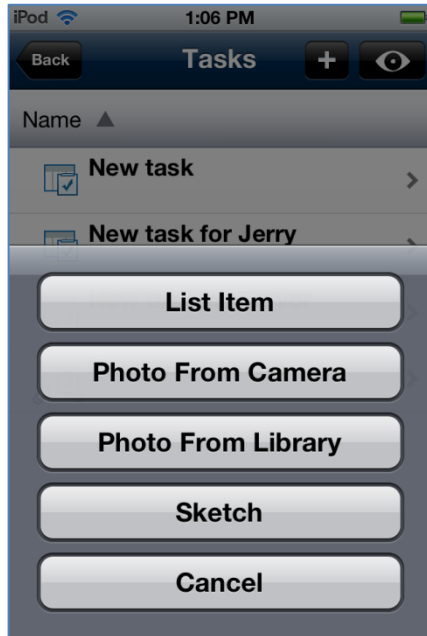 iPod 1:06 PM
Back Tasks +
Name ▲
New task
New task for Jerry
List Item
Photo From Camera
Photo From Library
Sketch
Cancel